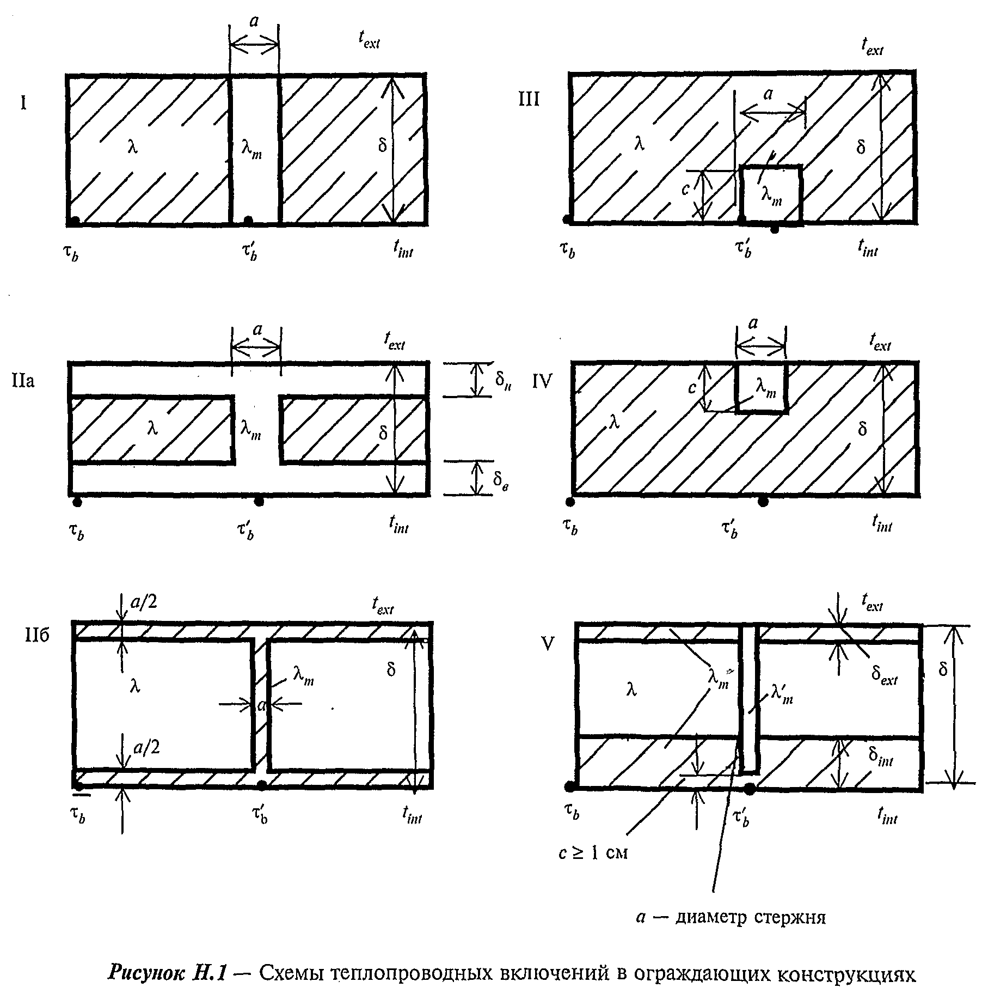 a
t_ext
I
λ
λ_m
δ
τ_b
τ′_b
t_int
t_ext
III
a
λ
δ
c
λ_m
τ_b
τ′_b
t_int
a
t_ext
IIа
δ_н
λ
λ_m
δ
δ_в
τ_b
τ′_b
t_int
a
t_ext
IV
c
λ_m
λ
δ
τ_b
τ′_b
t_int
a/2
t_ext
IIб
δ
λ_m
λ
a
a/2
τ_b
τ′_b
t_int
t_ext
V
δ_ext
δ
λ_m
λ
λ′_m
δ_int
τ_b
τ′_b
t_int
c ≥ 1 см
a — диаметр стержня
Рисунок Н.1 — Схемы теплопроводных включений в ограждающих конструкциях